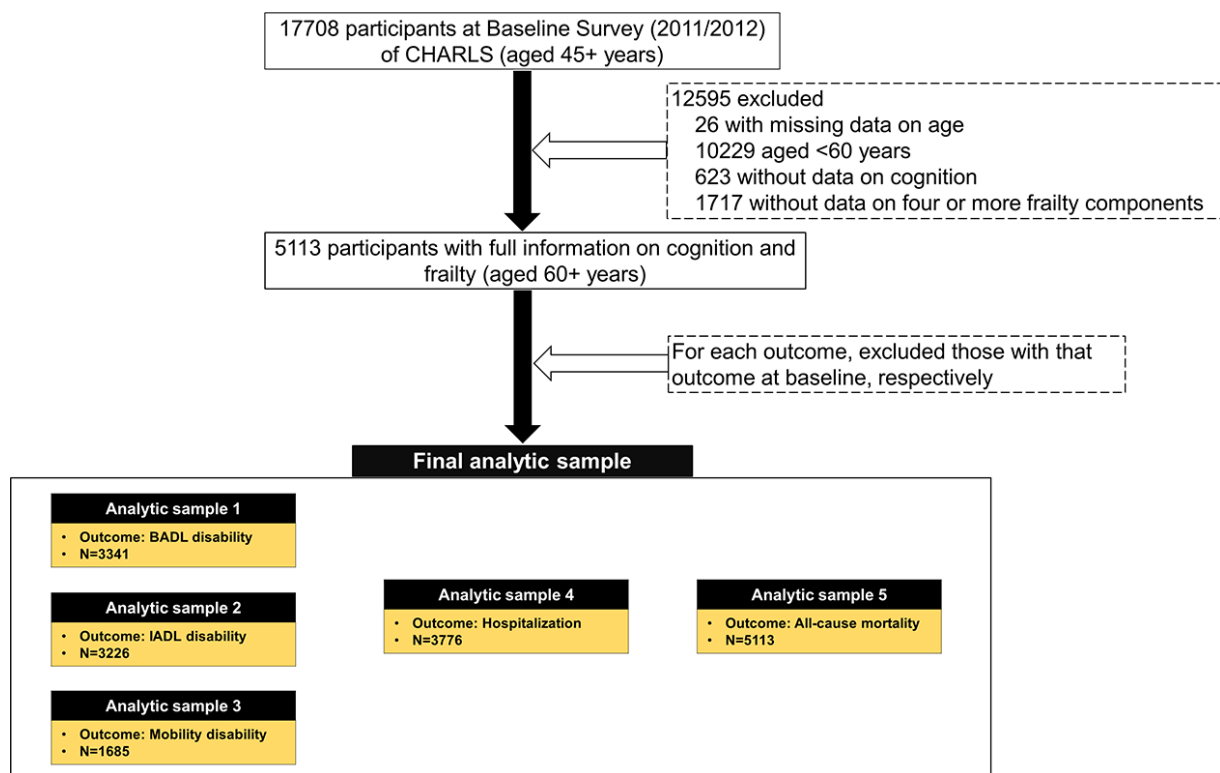 17708 participants at Baseline Survey (2011/2012)
of CHARLS (aged 45+ years)
12595 excluded
26 with missing data on age
10229 aged <60 years
623 without data on cognition
1717 without data on four or more frailty components
5113 participants with full information on cognition and
frailty (aged 60+ years)
For each outcome, excluded those with that
outcome at baseline, respectively
Final analytic sample
Analytic sample 1
• Outcome: BADL disability
• N=3341
Analytic sample 2
• Outcome: IADL disability
• N=3226
Analytic sample 3
• Outcome: Mobility disability
• N=1685
Analytic sample 4
• Outcome: Hospitalization
• N=3776
Analytic sample 5
• Outcome: All-cause mortality
• N=5113